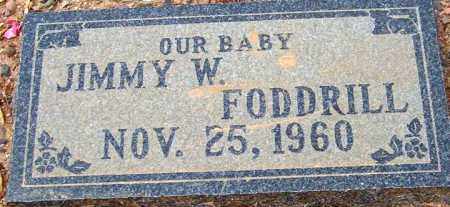 OUR BABY
JIMMY W.
FODDRILL
NOV. 25, 1960